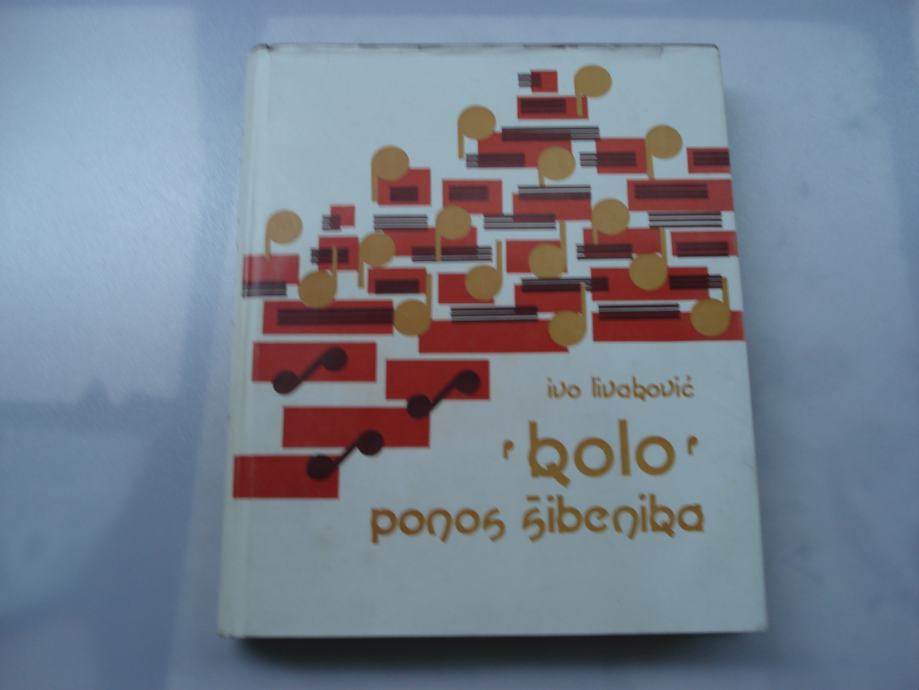 ivo livaković
'kolo'
ponos šibenika